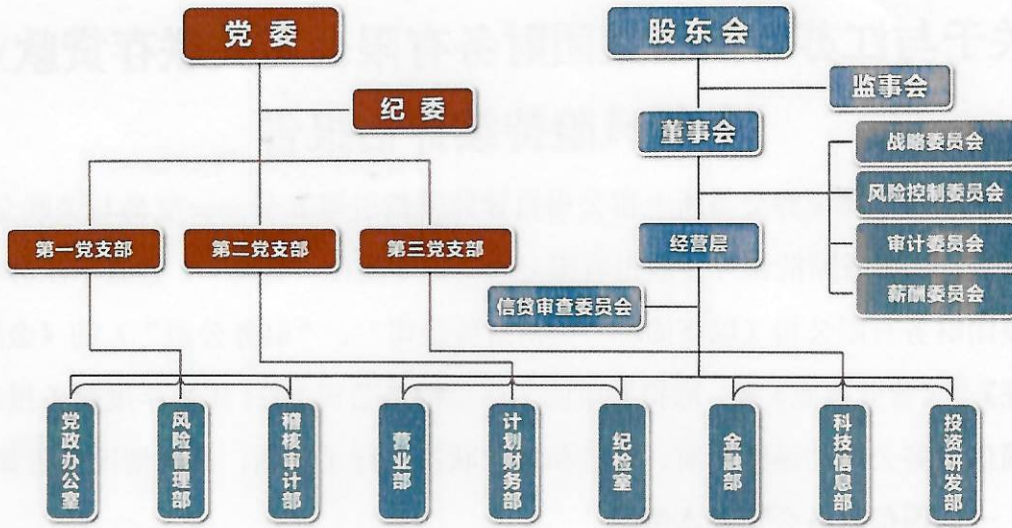 党委
股东会
监事会
纪委
董事会
战略委员会
风险控制委员会
第一党支部
第二党支部
第三党支部
经营层
审计委员会
信贷审查委员会
薪酬委员会
党政办公室
风险管理部
稽核审计部
营业部
计划财务部
纪检室
金融部
科技信息部
投资研发部